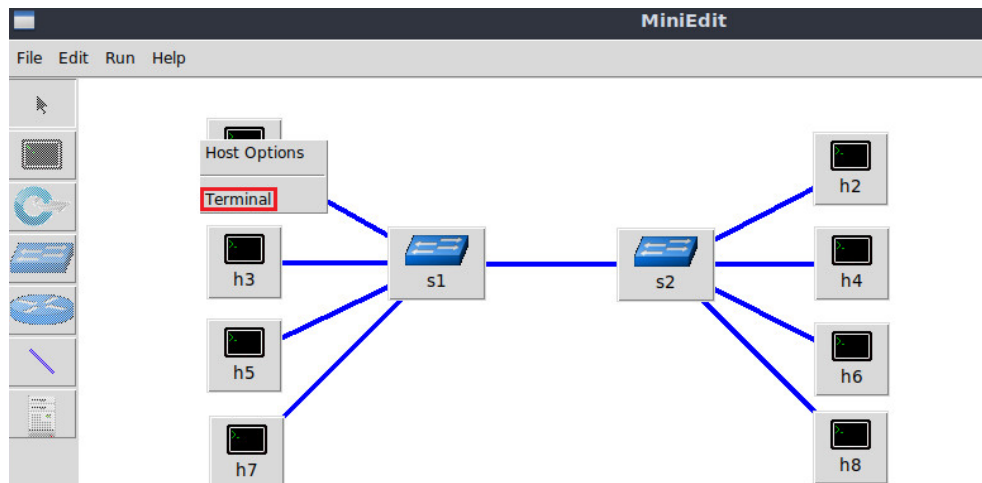 MiniEdit
File Edit Run Help
Host Options
Terminal
h2
h3
s1
s2
h4
h5
h6
h7
h8